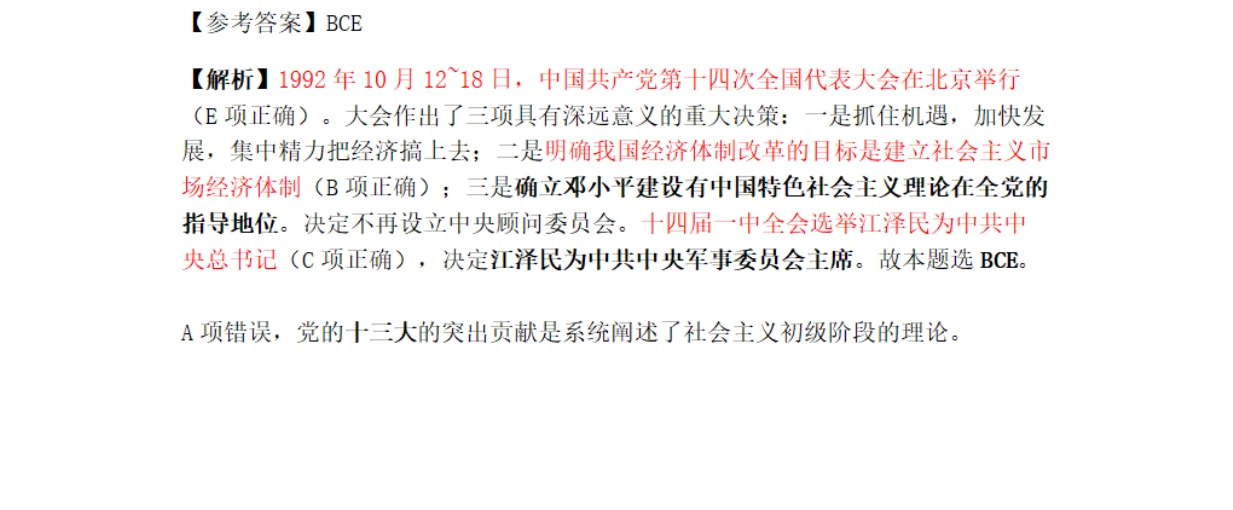 【参考答案】BCE
【解析】1992 年 10 月 12~18 日，中国共产党第十四次全国代表大会在北京举行
（E 项正确）。大会作出了三项具有深远意义的重大决策：一是抓住机遇，加快发
展，集中精力把经济搞上去；二是明确我国经济体制改革的目标是建立社会主义市
场经济体制（B 项正确）；三是确立邓小平建设有中国特色社会主义理论在全党的
指导地位。决定不再设立中央顾问委员会。十四届一中全会选举江泽民为中共中
央总书记（C 项正确），决定江泽民为中共中央军事委员会主席。故本题选 BCE。
A 项错误，党的十三大的突出贡献是系统阐述了社会主义初级阶段的理论。